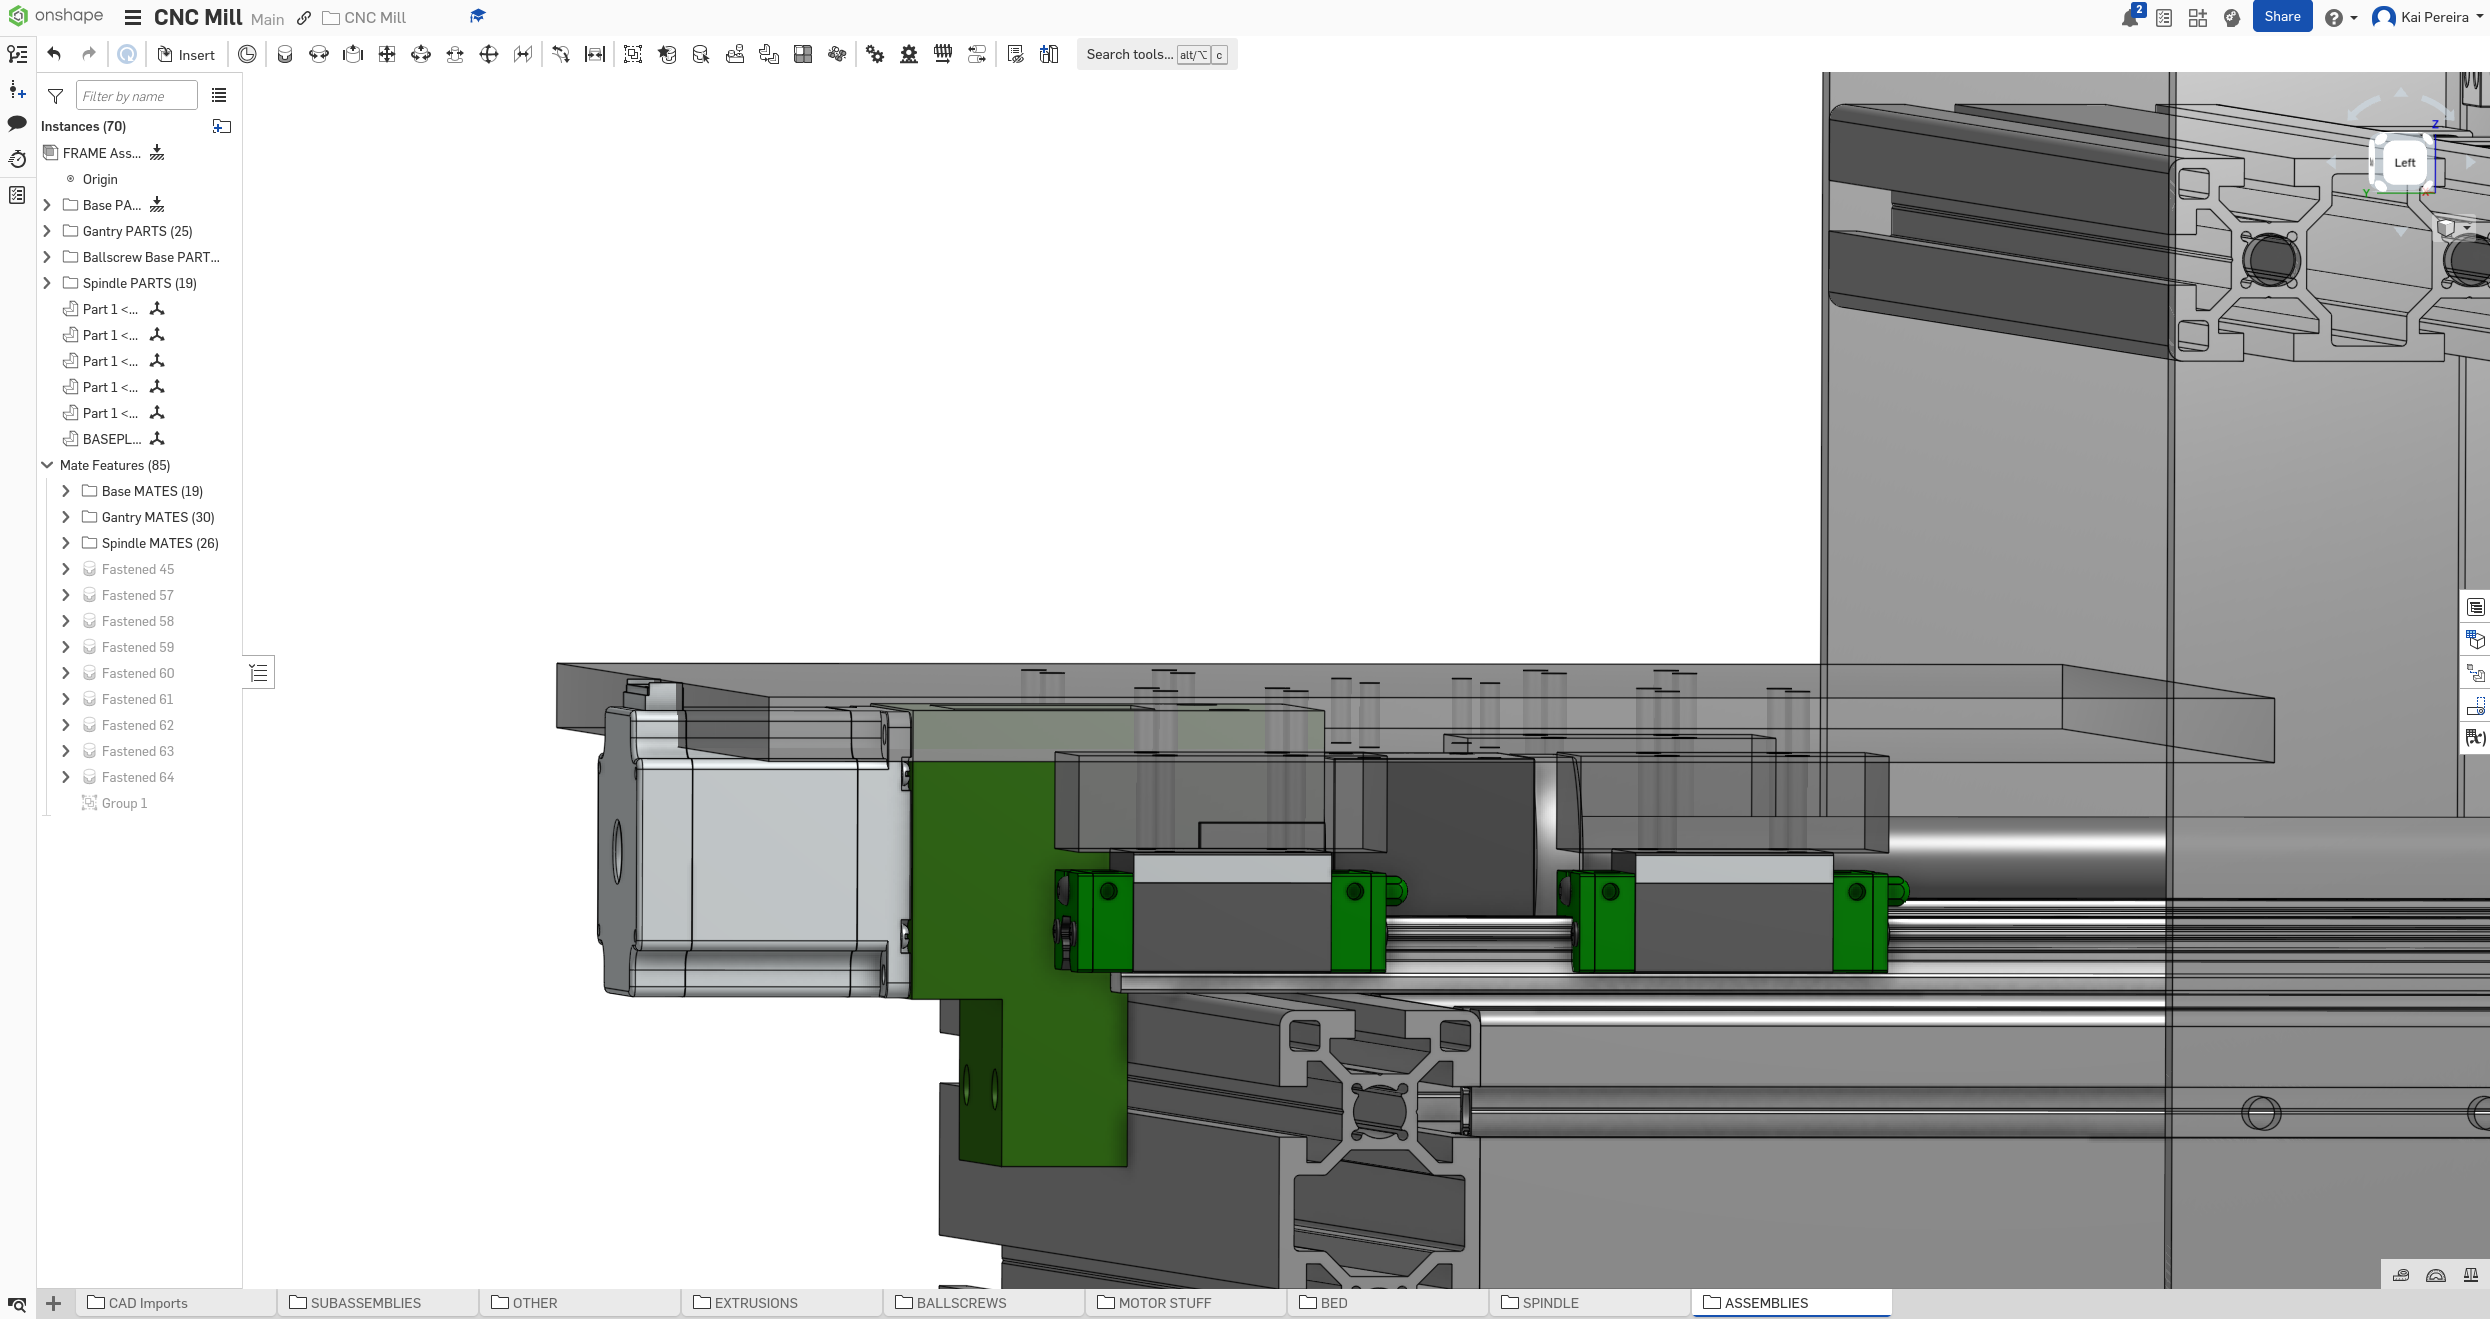 onshape
CNC Mill Main CNC Mill
2
Share
Kai Pereira
Insert
Search tools... alt/⌥ c
Filter by name
Instances (70)
FRAME Ass...
Origin
Base PA...
Gantry PARTS (25)
Ballscrew Base PART...
Spindle PARTS (19)
Part 1 <...
Part 1 <...
Part 1 <...
Part 1 <...
Part 1 <...
BASEPL...
Mate Features (85)
Base MATES (19)
Gantry MATES (30)
Spindle MATES (26)
Fastened 45
Fastened 57
Fastened 58
Fastened 59
Fastened 60
Fastened 61
Fastened 62
Fastened 63
Fastened 64
Group 1
Z
Left
Y
(x)
CAD Imports
SUBASSEMBLIES
OTHER
EXTRUSIONS
BALLSCREWS
MOTOR STUFF
BED
SPINDLE
ASSEMBLIES